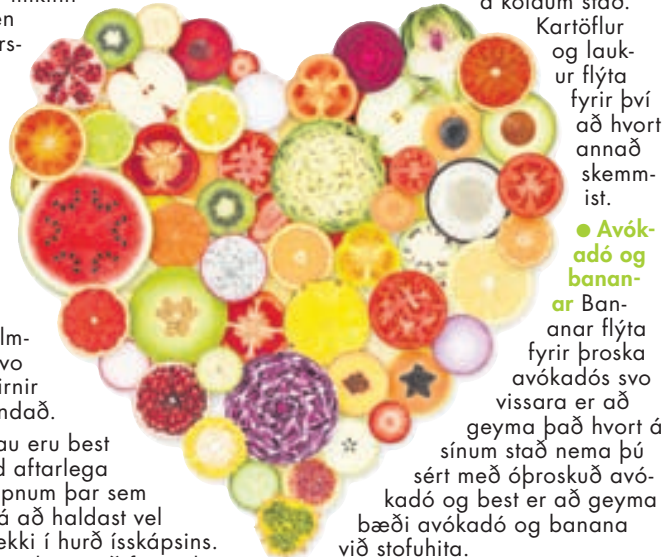 en
rs-
lm-
vo
irnir
ndað.
au eru best
d aftarlega
pnum þar sem
á að haldast vel
ekki í hurð ísskápsins.
á köldum stað.
Kartöflur
og lauk-
ur flýta
fyrir því
að hvort
annað
skemm-
ist.
● Avók-
adó og
banan-
ar Ban-
anar flýta
fyrir þroska
avókadós svo
vissara er að
geyma það hvort á
sínum stað nema þú
sért með óþroskuð avó-
kadó og best er að geyma
bæði avókadó og banana
við stofuhita.